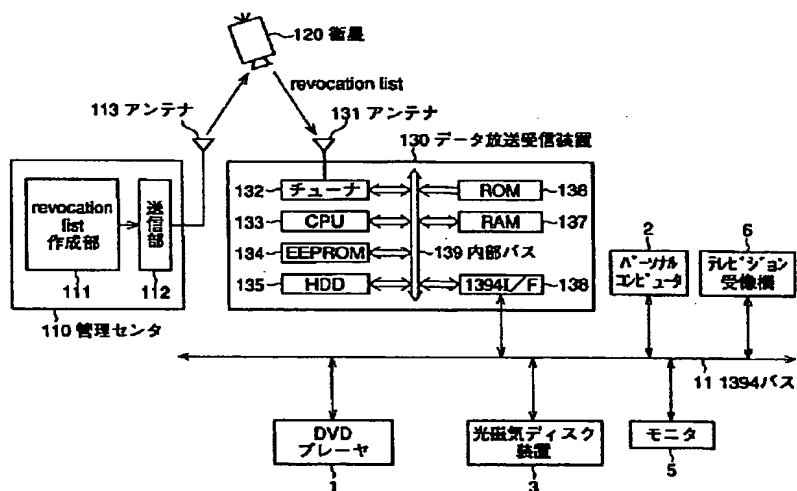 120 衛星
revocation list
113 アンテナ
131 アンテナ
130 データ放送受信装置
revocation
list
作成部
111
送信部
112
110 管理センタ
132
チューナ
133
CPU
134
EEPROM
135
HDD
139 内部バス
ROM
136
RAM
137
1394I/F
138
2
パーソナル
コンピュータ
6
テレビジョン
受像機
11 1394バス
DVD
プレーヤ
1
光磁気ディスク
装置
3
モニタ
5